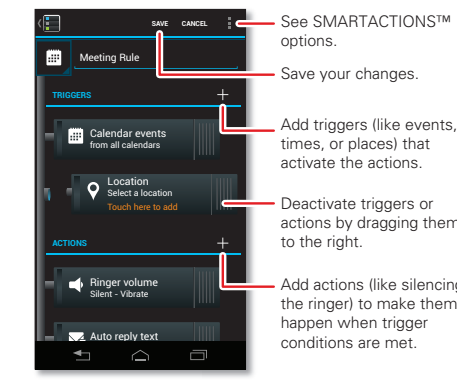 SAVE CANCEL
Meeting Rule
TRIGGERS
Calendar events
from all calendars
Location
Select a location
Touch here to add
ACTIONS
Ringer volume
Silent - Vibrate
Auto reply text
See SMARTACTIONS™
options.
Save your changes.
Add triggers (like events,
times, or places) that
activate the actions.
Deactivate triggers or
actions by dragging them
to the right.
Add actions (like silencing
the ringer) to make them
happen when trigger
conditions are met.